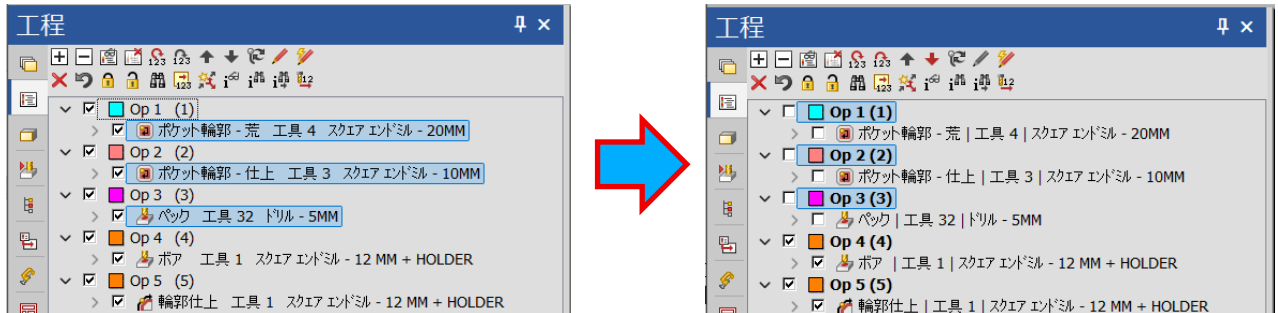 工程
Op 1 (1)
ポケット輪郭 - 荒 工具 4 スクエア エンドミル - 20MM
Op 2 (2)
ポケット輪郭 - 仕上 工具 3 スクエア エンドミル - 10MM
Op 3 (3)
ペック 工具 32 ドリル - 5MM
Op 4 (4)
ボア 工具 1 スクエア エンドミル - 12 MM + HOLDER
Op 5 (5)
輪郭仕上 工具 1 スクエア エンドミル - 12 MM + HOLDER
工程
Op 1 (1)
ポケット輪郭 - 荒 | 工具 4 | スクエア エンドミル - 20MM
Op 2 (2)
ポケット輪郭 - 仕上 | 工具 3 | スクエア エンドミル - 10MM
Op 3 (3)
ペック | 工具 32 | ドリル - 5MM
Op 4 (4)
ボア | 工具 1 | スクエア エンドミル - 12 MM + HOLDER
Op 5 (5)
輪郭仕上 | 工具 1 | スクエア エンドミル - 12 MM + HOLDER